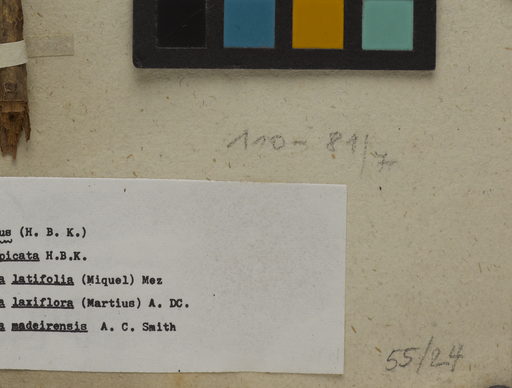 110- 81/7
us (H. B. K.)
picata H.B.K.
a latifolia (Miquel) Mez
a laxiflora (Martius) A. DC.
a madeirensis A. C. Smith
55/24